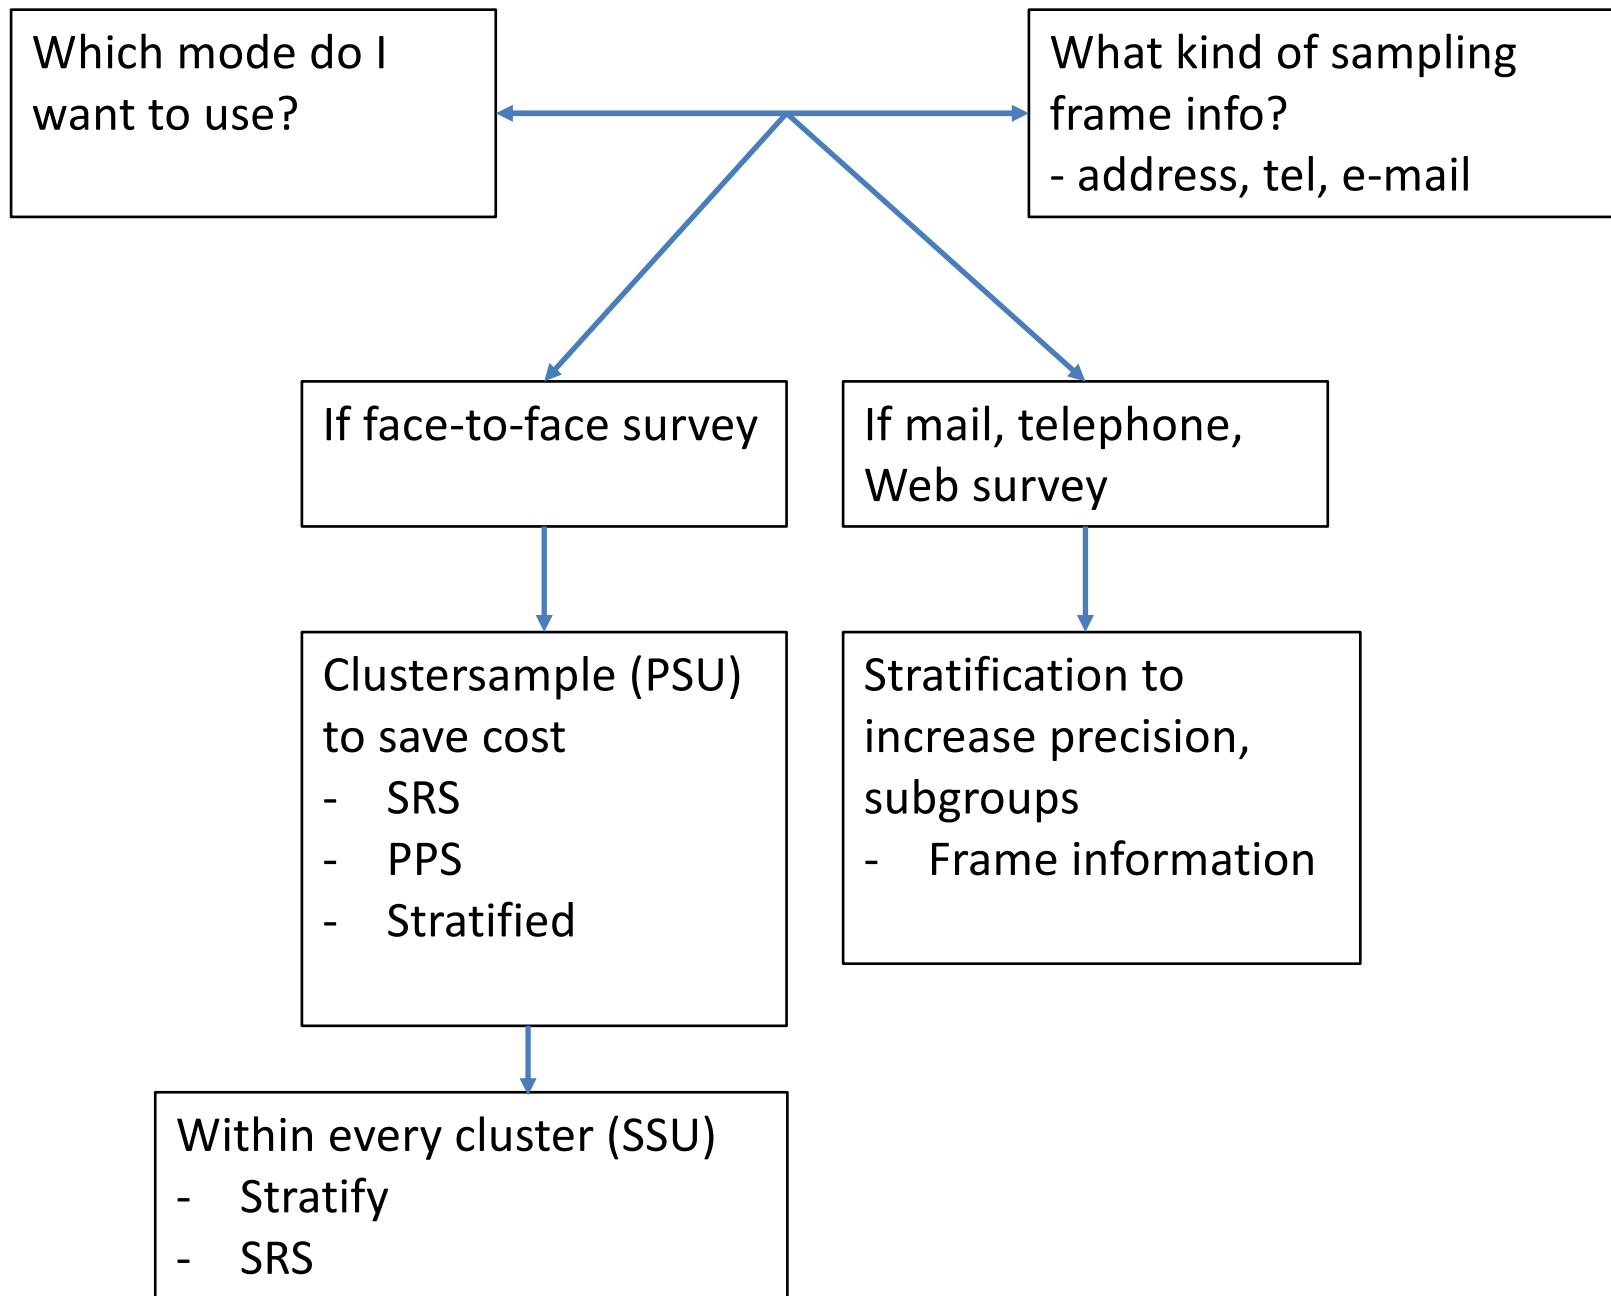 Which mode do I
want to use?
What kind of sampling
frame info?
- address, tel, e-mail
If face-to-face survey
If mail, telephone,
Web survey
Clustersample (PSU)
to save cost
- SRS
- PPS
- Stratified
Stratification to
increase precision,
subgroups
- Frame information
Within every cluster (SSU)
- Stratify
- SRS